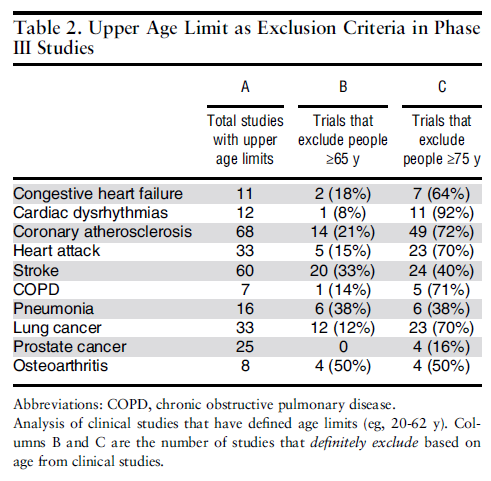 Table 2. Upper Age Limit as Exclusion Criteria in Phase
III Studies
A B C
Total studies Trials that Trials that
with upper exclude people exclude
age limits ≥65 y people ≥75 y
Congestive heart failure 11 2 (18%) 7 (64%)
Cardiac dysrhythmias 12 1 (8%) 11 (92%)
Coronary atherosclerosis 68 14 (21%) 49 (72%)
Heart attack 33 5 (15%) 23 (70%)
Stroke 60 20 (33%) 24 (40%)
COPD 7 1 (14%) 5 (71%)
Pneumonia 16 6 (38%) 6 (38%)
Lung cancer 33 12 (12%) 23 (70%)
Prostate cancer 25 0 4 (16%)
Osteoarthritis 8 4 (50%) 4 (50%)
Abbreviations: COPD, chronic obstructive pulmonary disease.
Analysis of clinical studies that have defined age limits (eg, 20-62 y). Col-
umns B and C are the number of studies that definitely exclude based on
age from clinical studies.